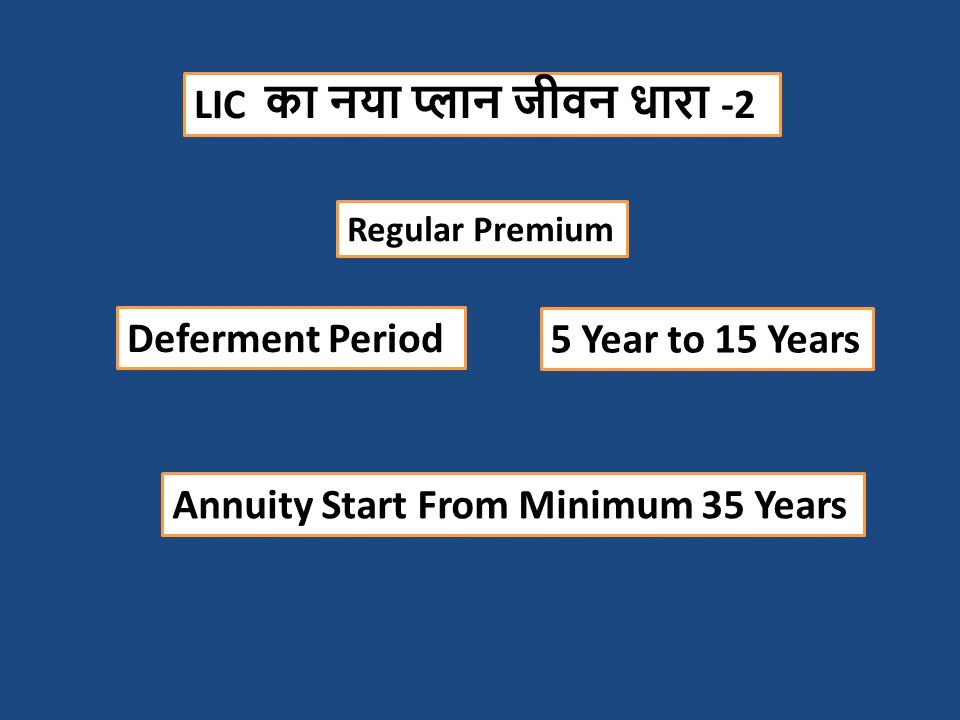 LIC का नया प्लान जीवन धारा -2
Regular Premium
Deferment Period
5 Year to 15 Years
Annuity Start From Minimum 35 Years